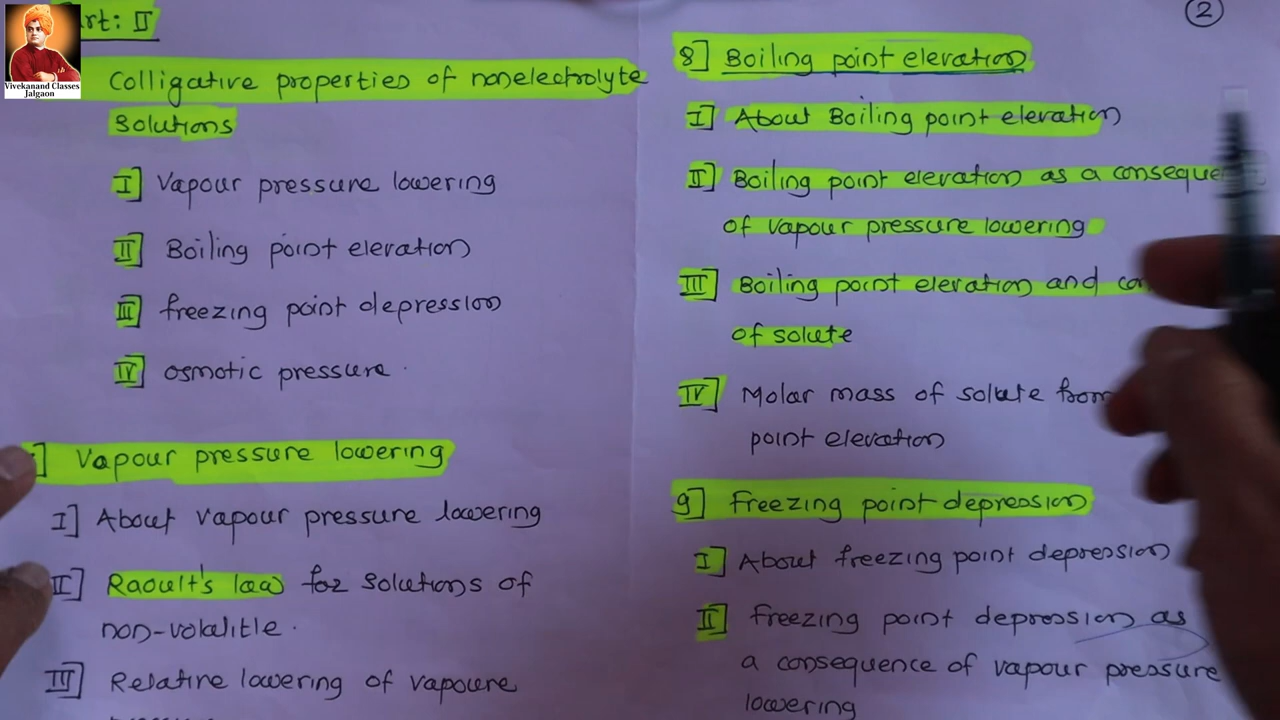 Vivekanand Classes
Jalgaon
rt: II
Colligative properties of nonelectrolyte
Solutions
I] Vapour pressure lowering
II] Boiling point elevation
III] freezing point depression
IV] osmotic pressure
] Vapour pressure lowering
I] About vapour pressure lowering
II] Raoult's law for solutions of
non-volatitle.
III] Relative lowering of vapoure
2
8] Boiling point elevation
I] About Boiling point elevation
II] Boiling point elevation as a conseque
of vapour pressure lowering
III] Boiling point elevation and con
of solute
IV] Molar mass of solute from
point elevation
9] Freezing point depression
I] About freezing point depression
II] freezing point depression as
a consequence of vapour pressure
lowering